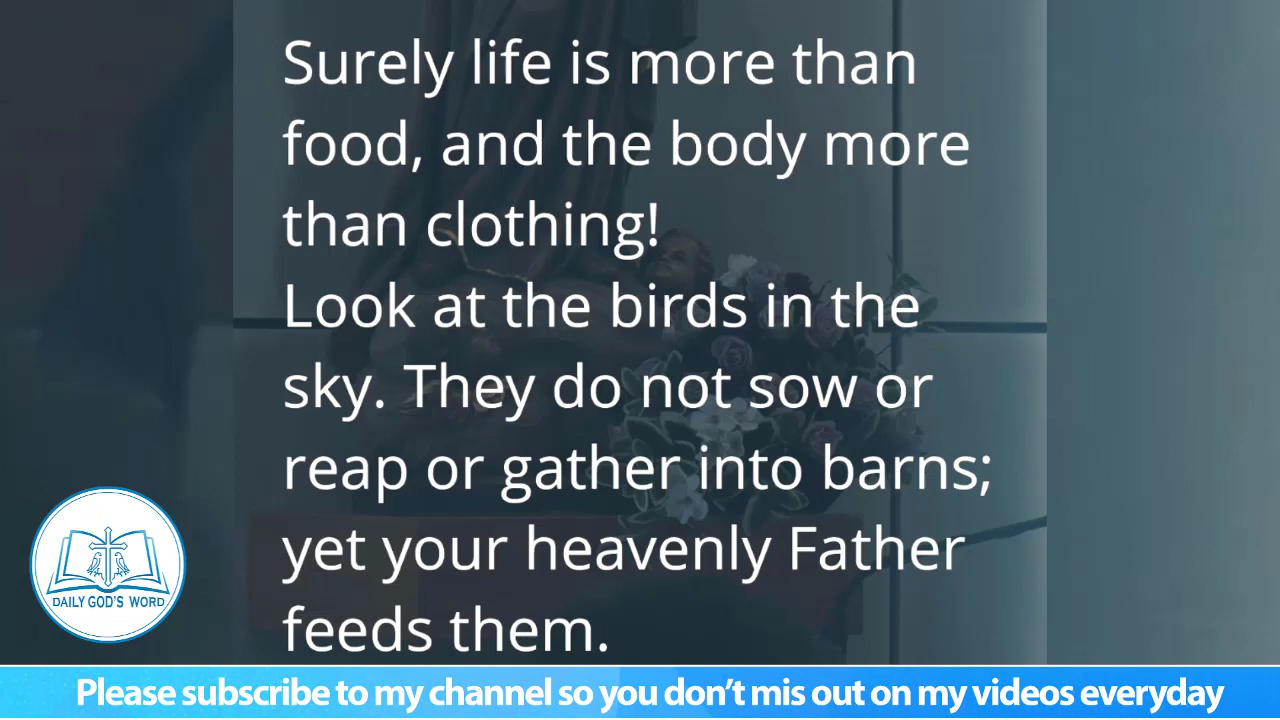 Surely life is more than
food, and the body more
than clothing!
Look at the birds in the
sky. They do not sow or
reap or gather into barns;
yet your heavenly Father
feeds them.
DAILY GOD'S WORD
Please subscribe to my channel so you don't mis out on my videos everyday